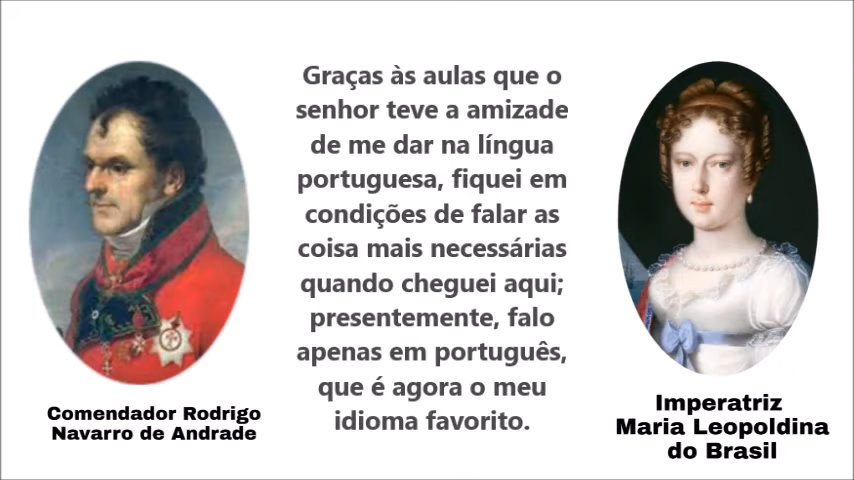 Graças às aulas que o
senhor teve a amizade
de me dar na língua
portuguesa, fiquei em
condições de falar as
coisa mais necessárias
quando cheguei aqui;
presentemente, falo
apenas em português,
que é agora o meu
idioma favorito.
Comendador Rodrigo
Navarro de Andrade
Imperatriz
Maria Leopoldina
do Brasil